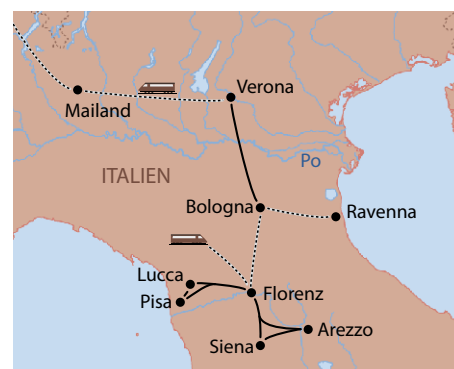 Verona
Mailand
Po
ITALIEN
Bologna
Ravenna
Lucca
Pisa
Florenz
Arezzo
Siena